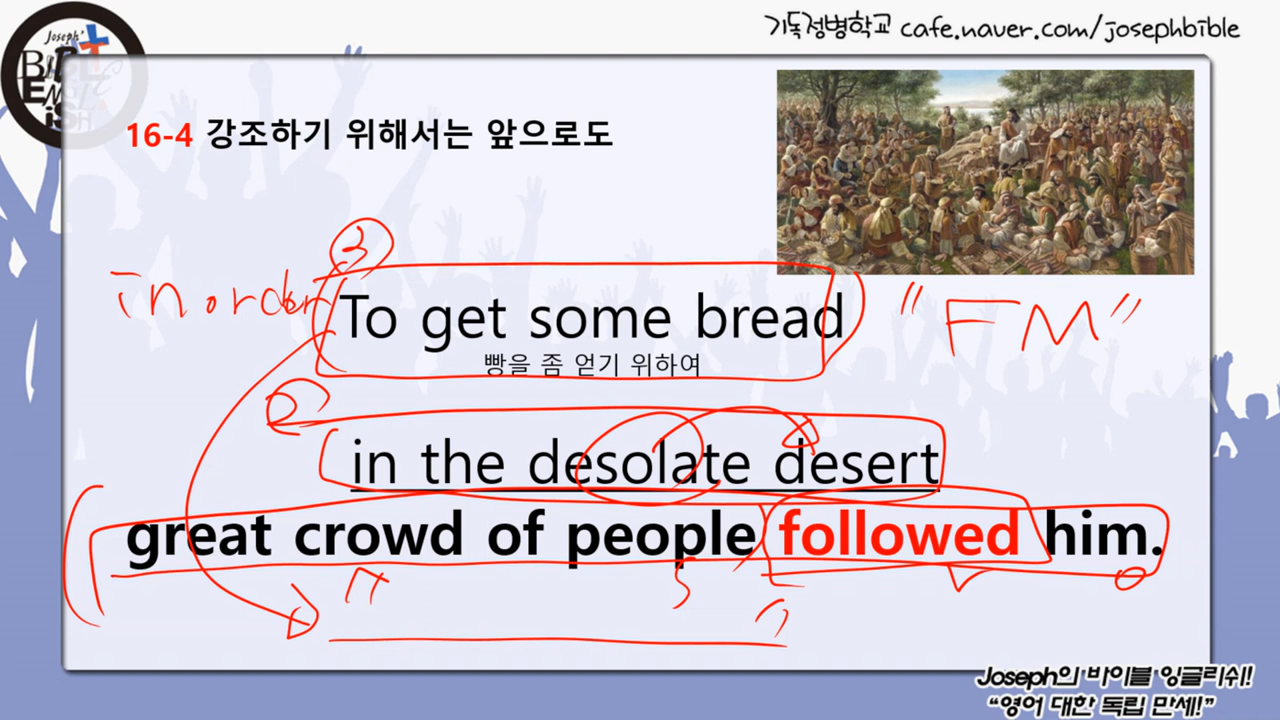 Joseph'
BIBLE
ENGLISH
기독정병학교 cafe.naver.com/josephbible
16-4 강조하기 위해서는 앞으로도
in order
To get some bread
"FM"
빵을 좀 얻기 위하여
in the desolate desert
great crowd of people followed him.
Joseph의 바이블 잉글리쉬!
"영어 대한 독립 만세!"